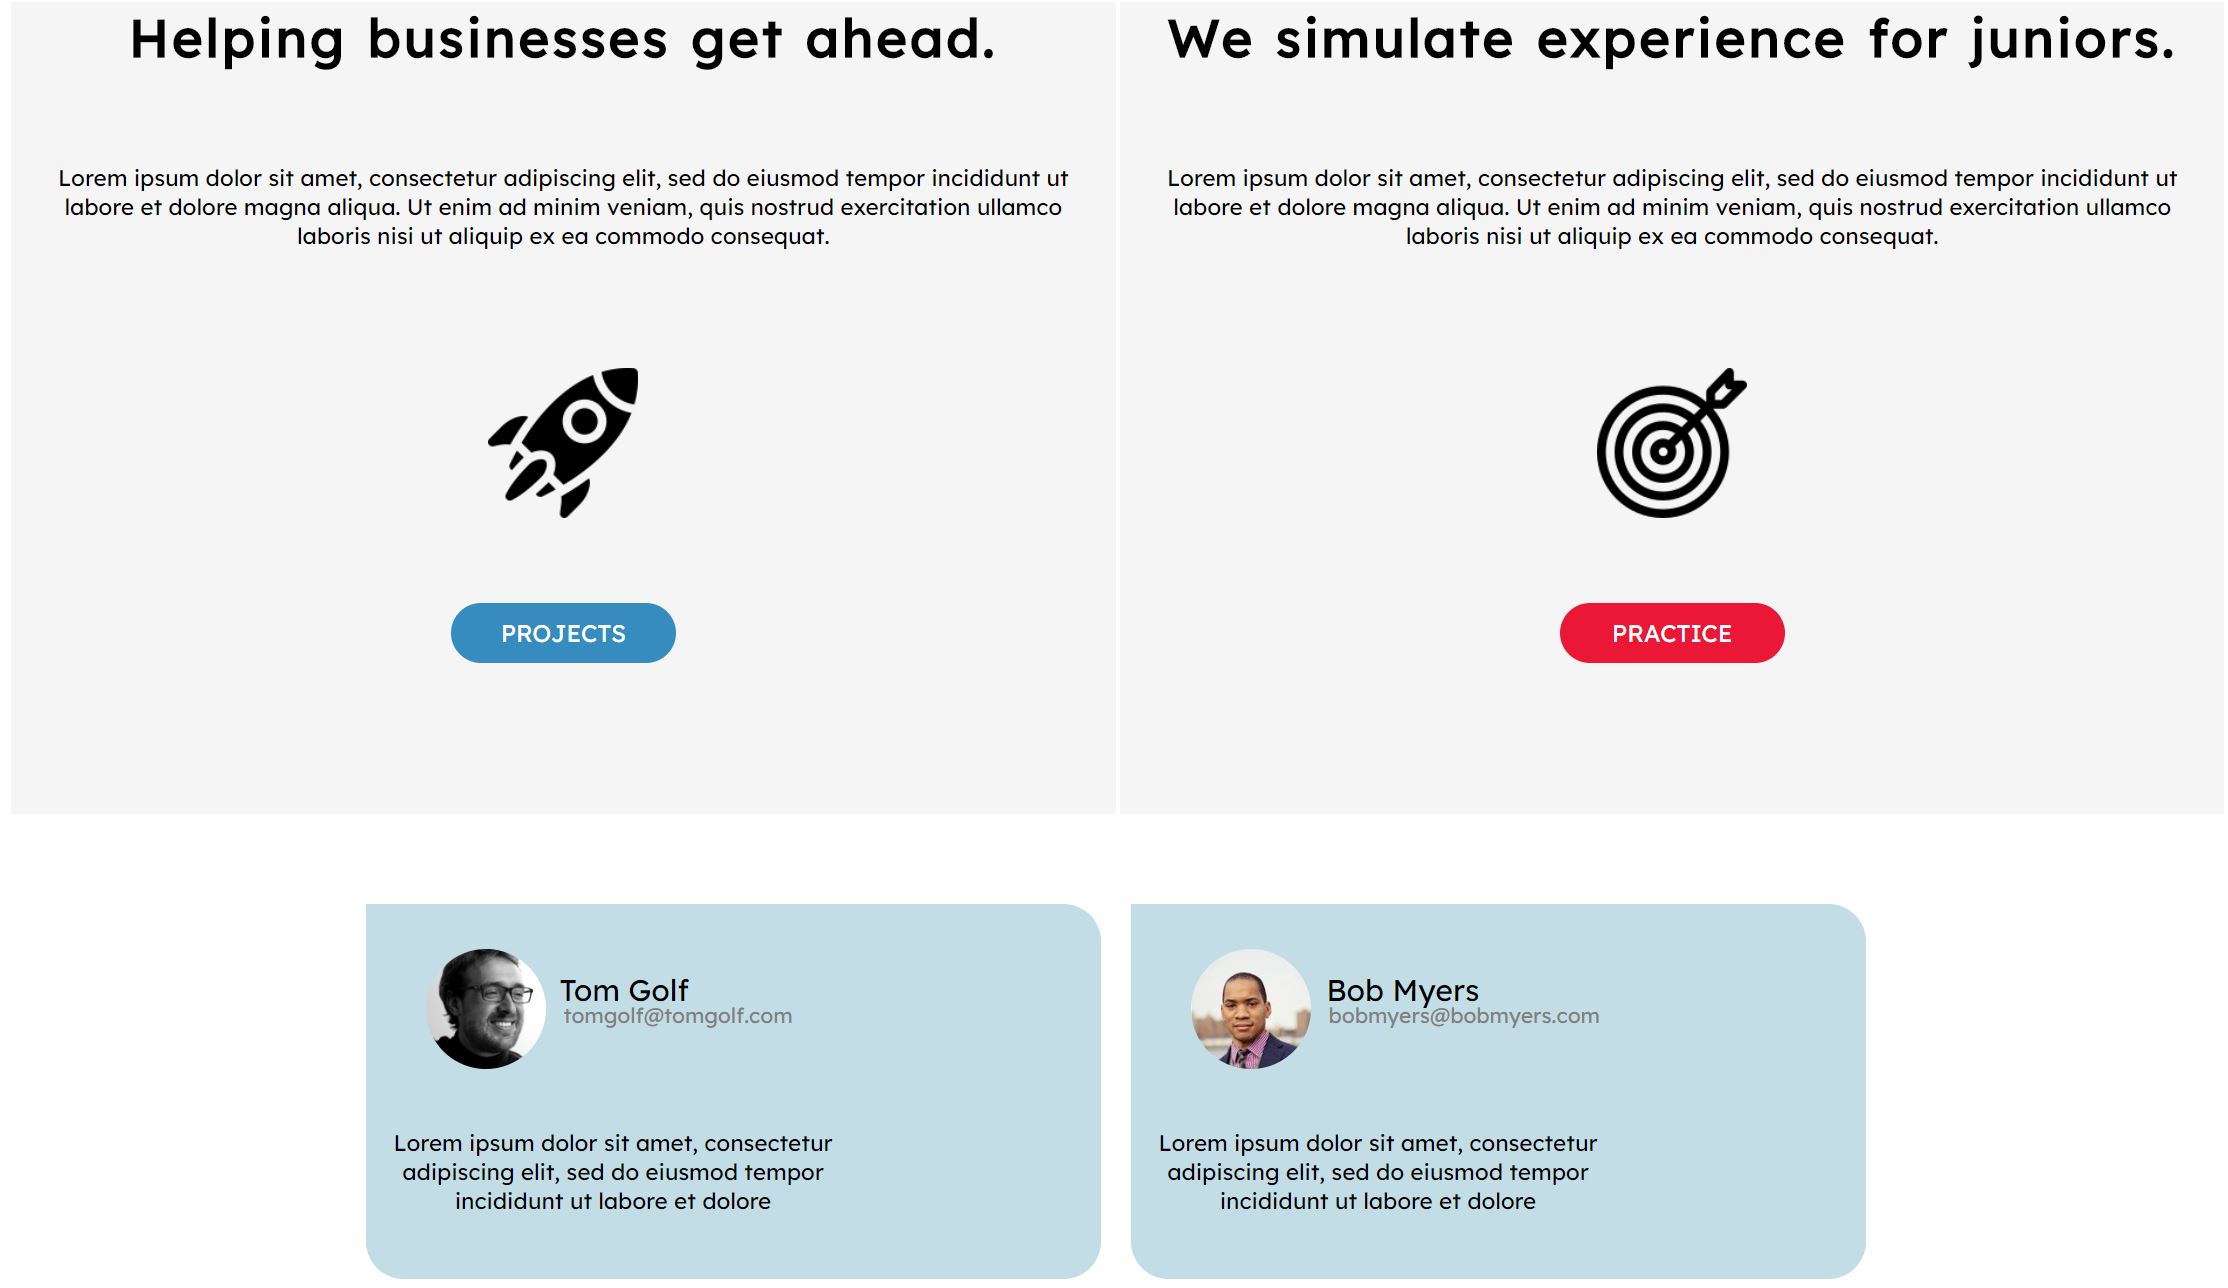 Helping businesses get ahead.
Lorem ipsum dolor sit amet, consectetur adipiscing elit, sed do eiusmod tempor incididunt ut
labore et dolore magna aliqua. Ut enim ad minim veniam, quis nostrud exercitation ullamco
laboris nisi ut aliquip ex ea commodo consequat.
PROJECTS
We simulate experience for juniors.
Lorem ipsum dolor sit amet, consectetur adipiscing elit, sed do eiusmod tempor incididunt ut
labore et dolore magna aliqua. Ut enim ad minim veniam, quis nostrud exercitation ullamco
laboris nisi ut aliquip ex ea commodo consequat.
PRACTICE
Tom Golf
tomgolf@tomgolf.com
Lorem ipsum dolor sit amet, consectetur
adipiscing elit, sed do eiusmod tempor
incididunt ut labore et dolore
Bob Myers
bobmyers@bobmyers.com
Lorem ipsum dolor sit amet, consectetur
adipiscing elit, sed do eiusmod tempor
incididunt ut labore et dolore